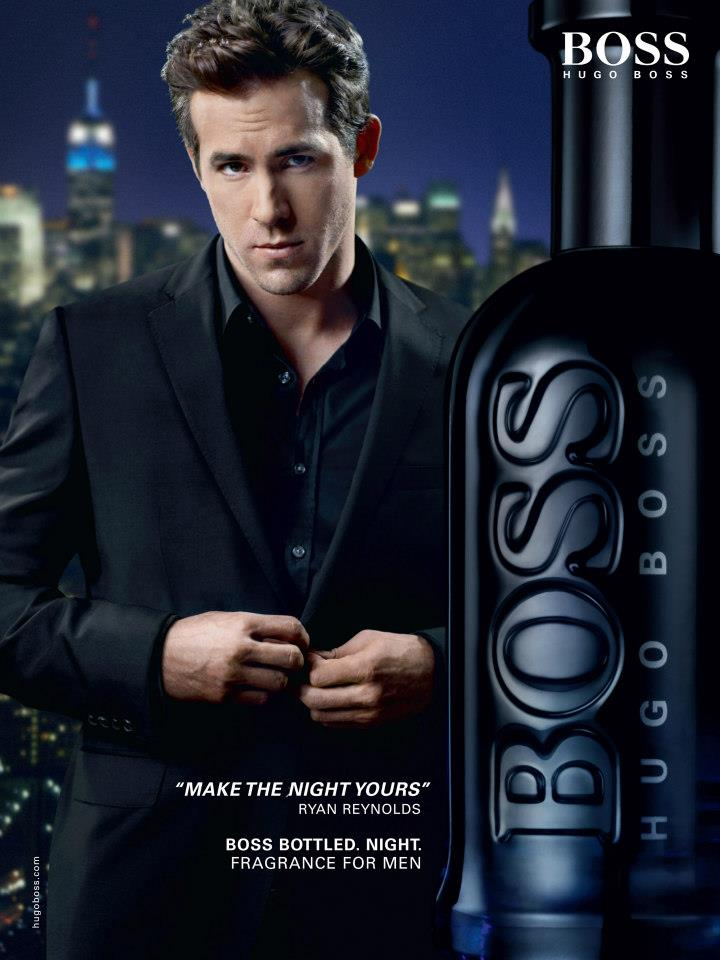 BOSS
HUGO BOSS
BOSS
HUGO BOSS
“MAKE THE NIGHT YOURS”
RYAN REYNOLDS
BOSS BOTTLED. NIGHT.
FRAGRANCE FOR MEN
hugoboss.com